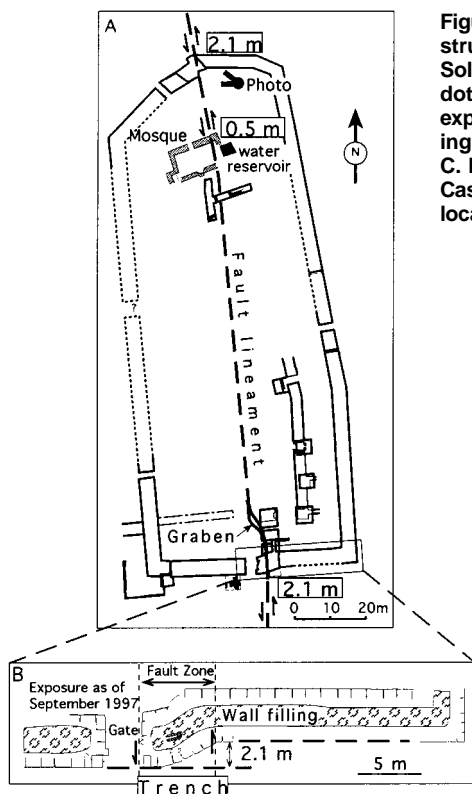 A
2.1 m
Photo
Mosque
0.5 m
water
reservoir
N
Fault lineament
Graben
2.1 m
0 10 20m
B
Fault Zone
Exposure as of
September 1997
Gate
Wall filling
2.1 m
5 m
Trench
Figu
stru
Sol
dot
exp
ing
C. I
Cas
loca